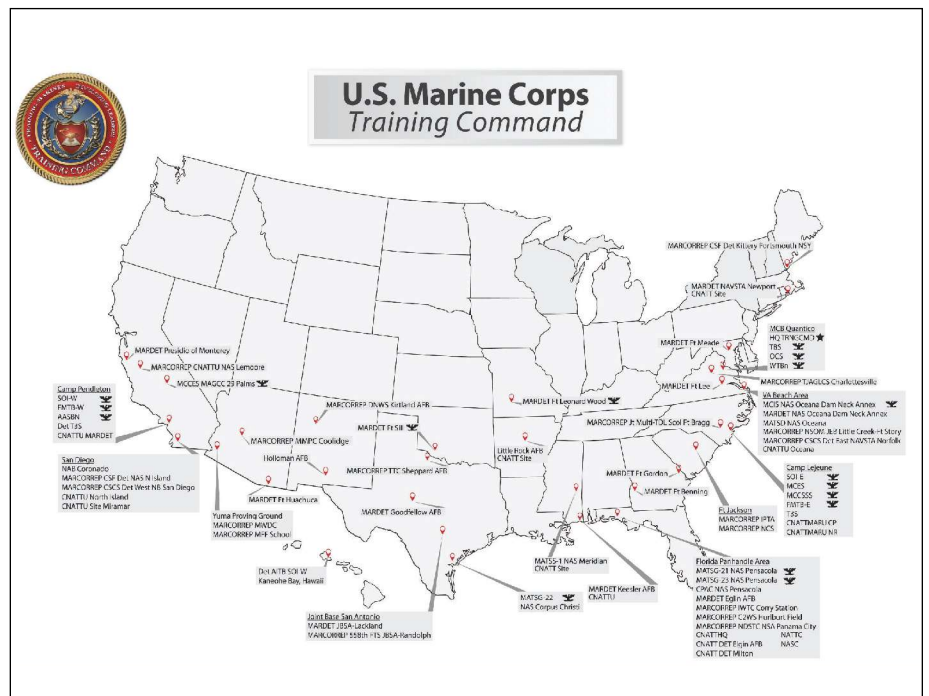 U.S. Marine Corps
Training Command
TRAINING COMMAND
MARCORREP CSF Det Kittery Portsmouth NSY
MARDET NAVSTA Newport
CNATT Site
MCB Quantico
HQ TRNGCMD
TBS
OCS
WTBn
MARDET Ft Meade
MARDET Presidio of Monterey
MARCORREP CNATTU NAS Lemoore
MCCES MAGCC 29 Palms
MARDET Ft Lee
MARCORREP TJAGLCS Charlottesville
Camp Pendleton
SOI-W
FMTB-W
AASBN
Det TBS
CNATTU MARDET
MARCORREP DNWS Kirtland AFB
MARDET Ft Leonard Wood
VA Beach Area
MCIS NAS Oceana Dam Neck Annex
MARDET NAS Oceana Dam Neck Annex
MATSD NAS Oceana
MARCORREP NSOM JEB Little Creek-Ft Story
MARCORREP CSCS Det East NAVSTA Norfolk
CNATTU Oceana
MARDET Ft Sill
MARCORREP Jt Multi-TDL Scol Ft Bragg
MARCORREP MiMPC Coolidge
Little Rock AFB
CNATT Site
San Diego
NAB Coronado
MARCORREP CSF Det NAS N Island
MARCORREP CSCS Det West NB San Diego
CNATTU North Island
CNATTU Site Miramar
Holloman AFB
MARCORREP TTC Sheppard AFB
Camp Lejeune
SOI-E
MCES
MCCSSS
FMTB-E
TBS
CNATTMARU CP
CNATTMARU NR
MARDET Ft Gordon
MARDET Ft Benning
MARDET Ft Huachuca
MARDET Goodfellow AFB
Ft Jackson
MARCORREP IPTA
MARCORREP NCS
Yuma Proving Ground
MARCORREP MWDC
MARCORREP MFF School
MATSS-1 NAS Meridian
CNATT Site
Det AITB SOI W
Kaneohe Bay, Hawaii
MATSG-22
NAS Corpus Christi
MARDET Keesler AFB
CNATTU
Florida Panhandle Area
MATSG-21 NAS Pensacola
MATSG-23 NAS Pensacola
CPAC NAS Pensacola
MARDET Eglin AFB
MARCORREP IWTC Corry Station
MARCORREP C2WS Hurlburt Field
MARCORREP NDSTC NSA Panama City
CNATTHQ NATTC
CNATT DET Elgin AFB NASC
CNATT DET Milton
Joint Base San Antonio
MARDET JBSA-Lackland
MARCORREP 558th FTS JBSA-Randolph